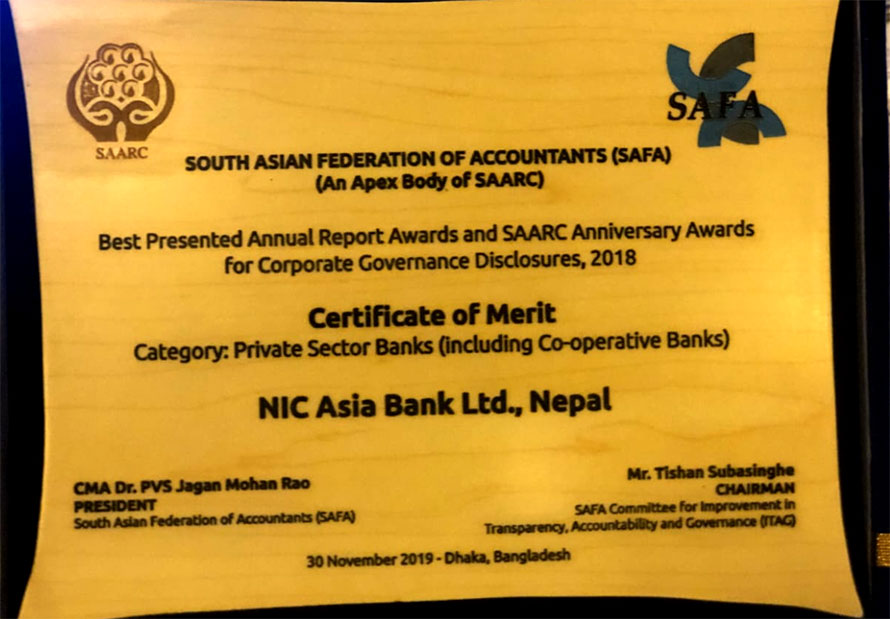 SAARC
SAFA
SOUTH ASIAN FEDERATION OF ACCOUNTANTS (SAFA)
(An Apex Body of SAARC)
Best Presented Annual Report Awards and SAARC Anniversary Awards
for Corporate Governance Disclosures, 2018
Certificate of Merit
Category: Private Sector Banks (including Co-operative Banks)
NIC Asia Bank Ltd., Nepal
CMA Dr. PVS Jagan Mohan Rao
PRESIDENT
South Asian Federation of Accountants (SAFA)
Mr. Tishan Subasinghe
CHAIRMAN
SAFA Committee for Improvement in
Transparency, Accountability and Governance (ITAG)
30 November 2019 - Dhaka, Bangladesh